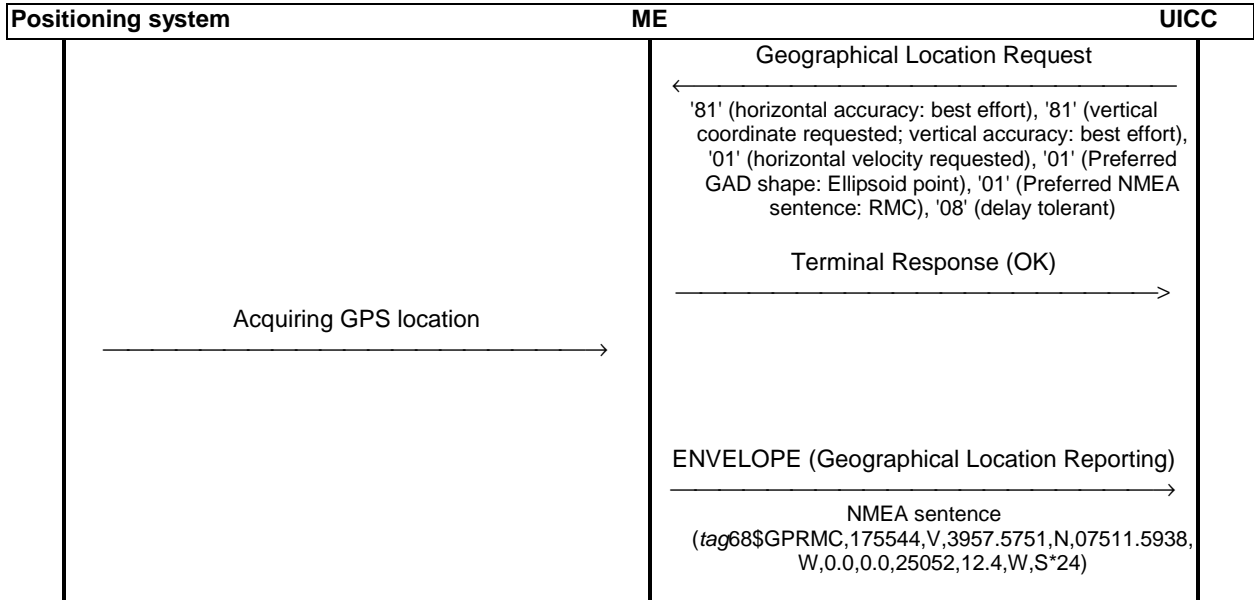 Positioning system ME UICC
Geographical Location Request
'81' (horizontal accuracy: best effort), '81' (vertical
coordinate requested; vertical accuracy: best effort),
'01' (horizontal velocity requested), '01' (Preferred
GAD shape: Ellipsoid point), '01' (Preferred NMEA
sentence: RMC), '08' (delay tolerant)
Terminal Response (OK)
Acquiring GPS location
ENVELOPE (Geographical Location Reporting)
NMEA sentence
(tag68$GPRMC,175544,V,3957.5751,N,07511.5938,
W,0.0,0.0,25052,12.4,W,S*24)